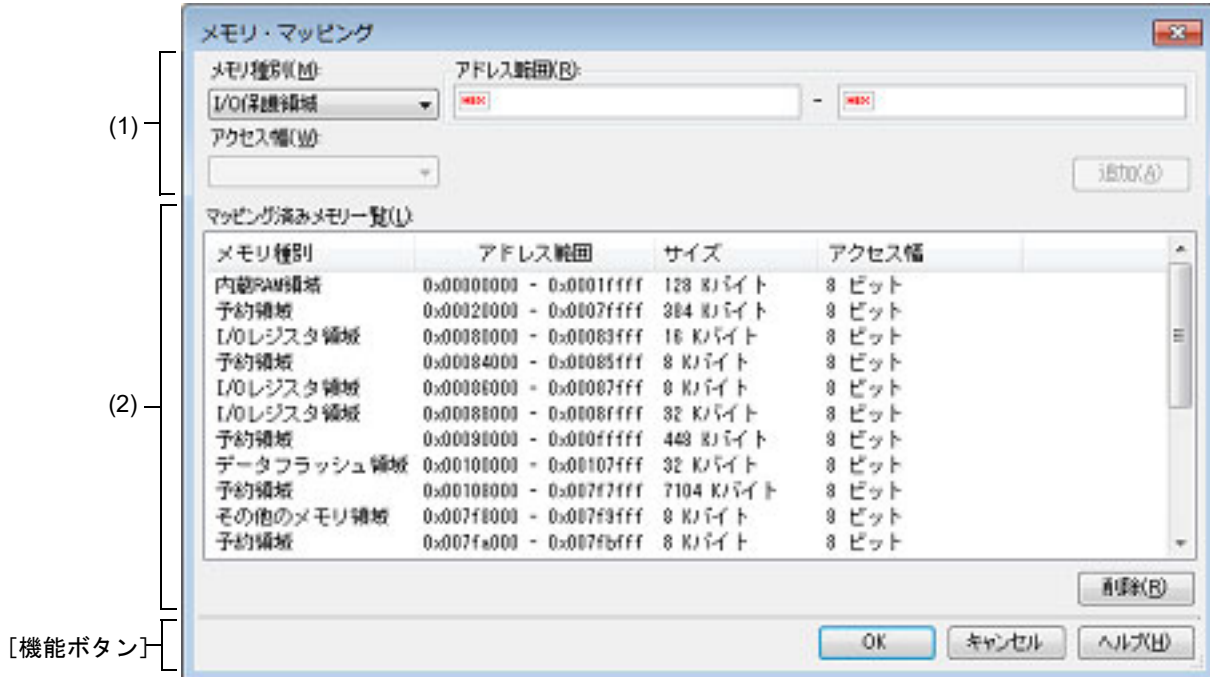 メモリ・マッピング
メモリ種別(M):
アドレス範囲(R):
I/O保護領域
HEX
-
HEX
(1)
アクセス幅(W):
追加(A)
マッピング済みメモリ一覧(L):
メモリ種別 アドレス範囲 サイズ アクセス幅
内蔵RAM領域 0x00000000 - 0x0001ffff 128 Kバイト 8 ビット
予約領域 0x00020000 - 0x0007ffff 384 Kバイト 8 ビット
I/Oレジスタ領域 0x00080000 - 0x00083fff 16 Kバイト 8 ビット
予約領域 0x00084000 - 0x00085fff 8 Kバイト 8 ビット
I/Oレジスタ領域 0x00086000 - 0x00087fff 8 Kバイト 8 ビット
(2)
I/Oレジスタ領域 0x00088000 - 0x0008ffff 32 Kバイト 8 ビット
予約領域 0x00090000 - 0x000fffff 448 Kバイト 8 ビット
データフラッシュ領域 0x00100000 - 0x00107fff 32 Kバイト 8 ビット
予約領域 0x00108000 - 0x007f7fff 7104 Kバイト 8 ビット
その他のメモリ領域 0x007f8000 - 0x007f9fff 8 Kバイト 8 ビット
予約領域 0x007fa000 - 0x007fbfff 8 Kバイト 8 ビット
削除(R)
[機能ボタン]
OK
キャンセル
ヘルプ(H)